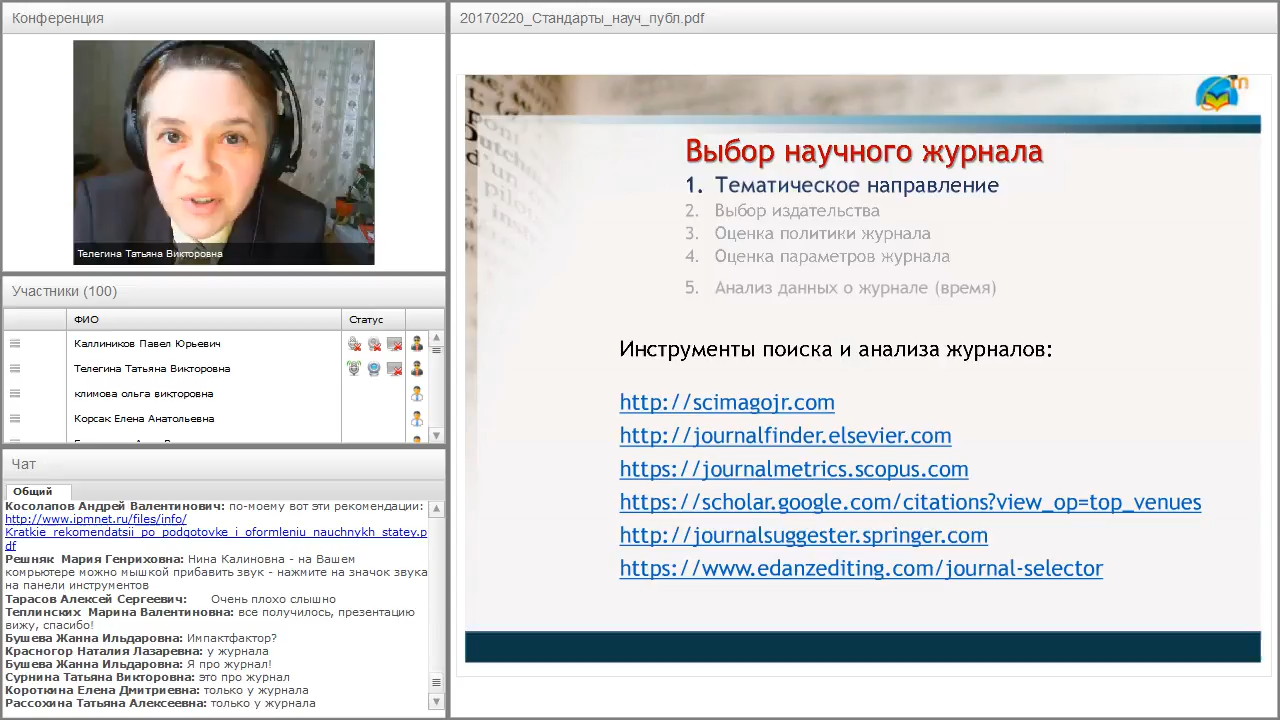 Конференция
Телегина Татьяна Викторовна
Участники (100)
ФИО Статус
Каллиников Павел Юрьевич
Телегина Татьяна Викторовна
климова ольга викторовна
Корсак Елена Анатольевна
Чат
Общий
Косолапов Андрей Валентинович: по-моему вот эти рекомендации:
http://www.ipmnet.ru/files/info/
Kratkie_rekomendatsii_po_podgotovke_i_oformleniu_nauchnykh_statev.p
df
Решняк Мария Генриховна: Нина Калиновна - на Вашем
компьютере можно мышкой прибавить звук - нажмите на значок звука
на панели инструментов
Тарасов Алексей Сергеевич: Очень плохо слышно
Теплинских Марина Валентиновна: все получилось, презентацию
вижу, спасибо!
Бушева Жанна Ильдаровна: Импактфактор?
Красногор Наталия Лазаревна: у журнала
Бушева Жанна Ильдаровна: Я про журнал!
Сурнина Татьяна Викторовна: это про журнал
Короткина Елена Дмитриевна: только у журнала
Рассохина Татьяна Алексеевна: только у журнала
20170220_Стандарты_науч_публ.pdf
Выбор научного журнала
1. Тематическое направление
2. Выбор издательства
3. Оценка политики журнала
4. Оценка параметров журнала
5. Анализ данных о журнале (время)
Инструменты поиска и анализа журналов:
http://scimagojr.com
http://journalfinder.elsevier.com
https://journalmetrics.scopus.com
https://scholar.google.com/citations?view_op=top_venues
http://journalsuggester.springer.com
https://www.edanzediting.com/journal-selector